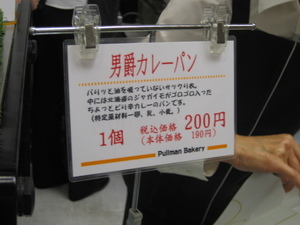 男爵カレーパン
パリッと油を吸っていないサックリ衣。
中には北海道のジャガイモがゴロゴロ入った
ちょっとピリ辛カレーのパンです。
(特定原材料一卵、乳、小麦。)
1個 税込価格 200円
(本体価格 190円)
Pullman Bakery